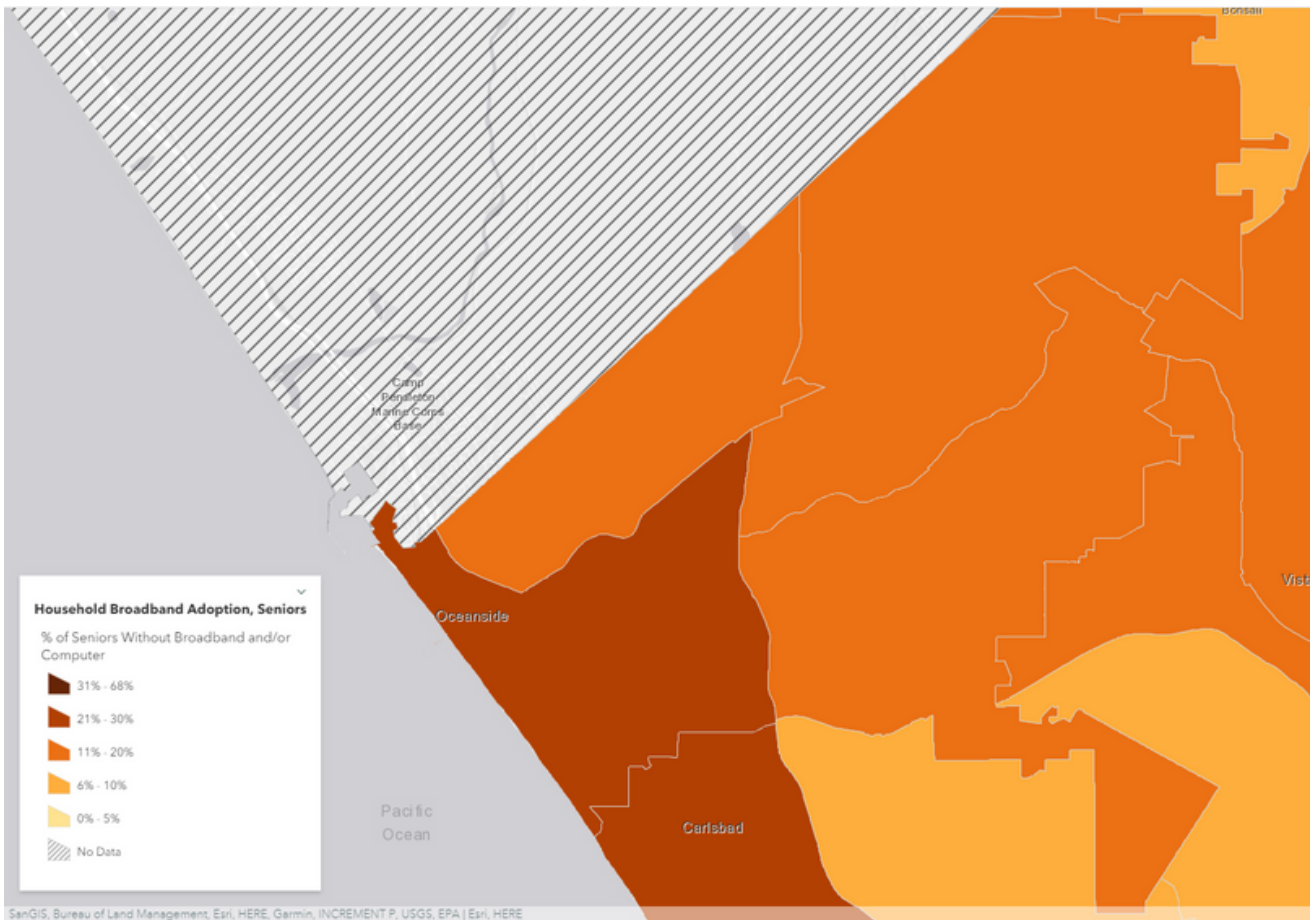 Bonsall
Camp
Pendleton
Marine Corps
Base
Oceanside
Vist
Carlsbad
Pacific
Ocean
Household Broadband Adoption, Seniors
% of Seniors Without Broadband and/or
Computer
31% - 68%
21% - 30%
11% - 20%
6% - 10%
0% - 5%
No Data
SanGIS, Bureau of Land Management, Esri, HERE, Garmin, INCREMENT P, USGS, EPA | Esri, HERE